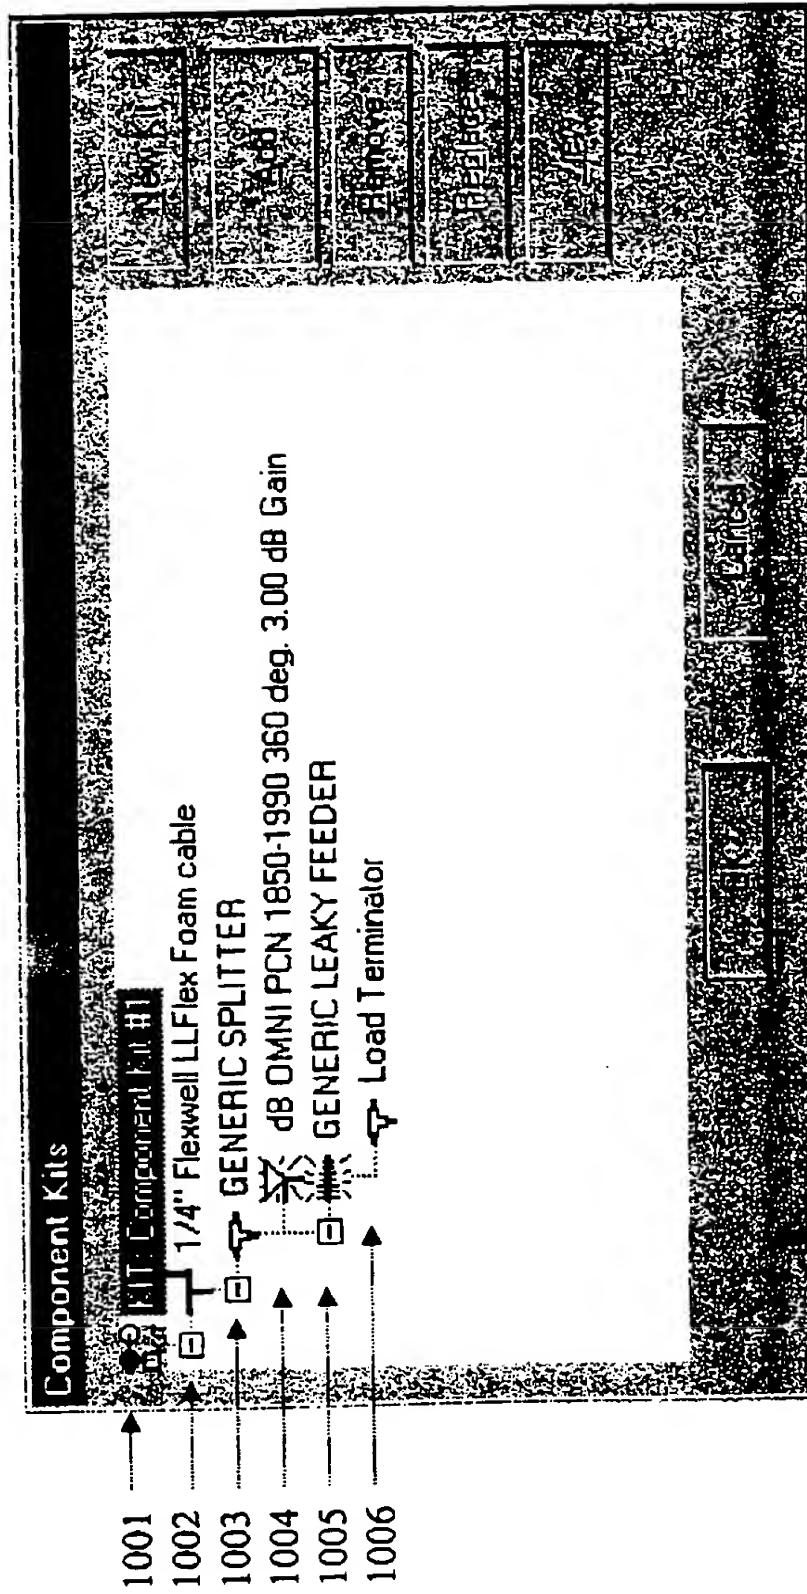 Component Kits
1001
KIT: Component kit #1
1002
1/4" Flexwell LLFlex Foam cable
1003
GENERIC SPLITTER
1004
dB OMNI PCN 1850-1990 360 deg. 3.00 dB Gain
1005
GENERIC LEAKY FEEDER
1006
Load Terminator
New Kit
Add
Remove
Replace
View
OK
Cancel